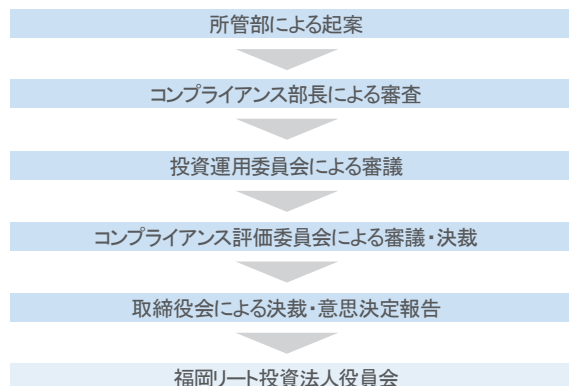 所管部による起案
コンプライアンス部長による審査
投資運用委員会による審議
コンプライアンス評価委員会による審議・決裁
取締役会による決裁・意思決定報告
福岡リート投資法人役員会